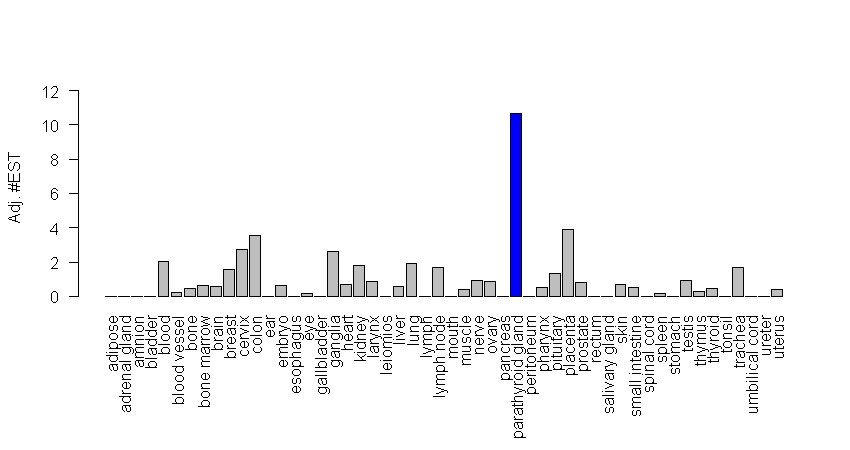 12
10
8
6
4
2
0
Adj. #EST
adipose
adrenal gland
amnion
bladder
blood
blood vessel
bone
bone marrow
brain
breast
cervix
colon
ear
embryo
esophagus
eye
gallbladder
ganglia
heart
kidney
larynx
leiomios
liver
lung
lymph
lymph node
mouth
muscle
nerve
ovary
pancreas
parathyroid gland
peritoneum
pharynx
pituitary
placenta
prostate
rectum
salivary gland
skin
small intestine
spinal cord
spleen
stomach
testis
thymus
thyroid
tonsil
trachea
umbilical cord
ureter
uterus